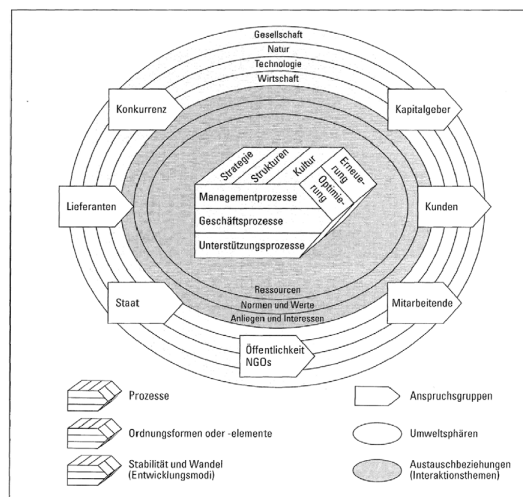 Gesellschaft
Natur
Technologie
Wirtschaft
Konkurrenz
Kapitalgeber
Strategie
Strukturen
Kultur
Erneue-
rung
Optimie-
rung
Managementprozesse
Geschäftsprozesse
Unterstützungsprozesse
Lieferanten
Kunden
Ressourcen
Normen und Werte
Anliegen und Interessen
Staat
Mitarbeitende
Öffentlichkeit
NGOs
Prozesse
Ordnungsformen oder -elemente
Stabilität und Wandel
(Entwicklungsmodi)
Anspruchsgruppen
Umweltsphären
Austauschbeziehungen
(Interaktionsthemen)